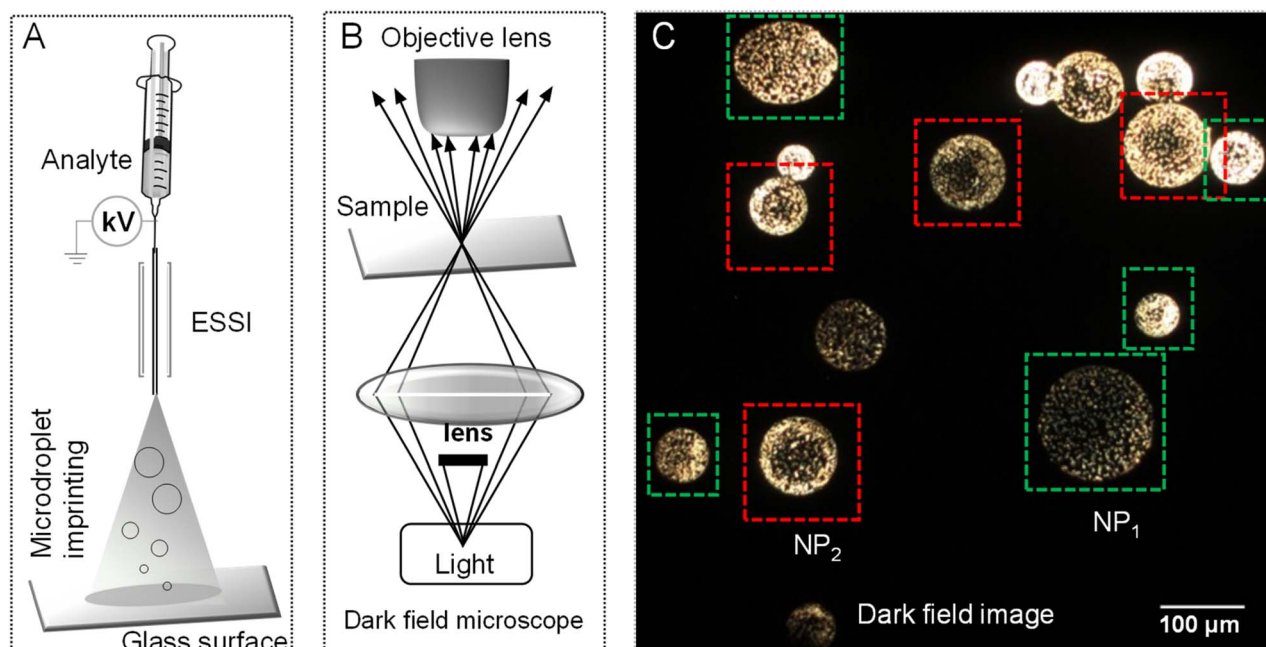 A
Analyte
kV
ESSI
Microdroplet
imprinting
Glass surface
B
Objective lens
Sample
lens
Light
Dark field microscope
C
NP₁
NP₂
Dark field image
100 µm